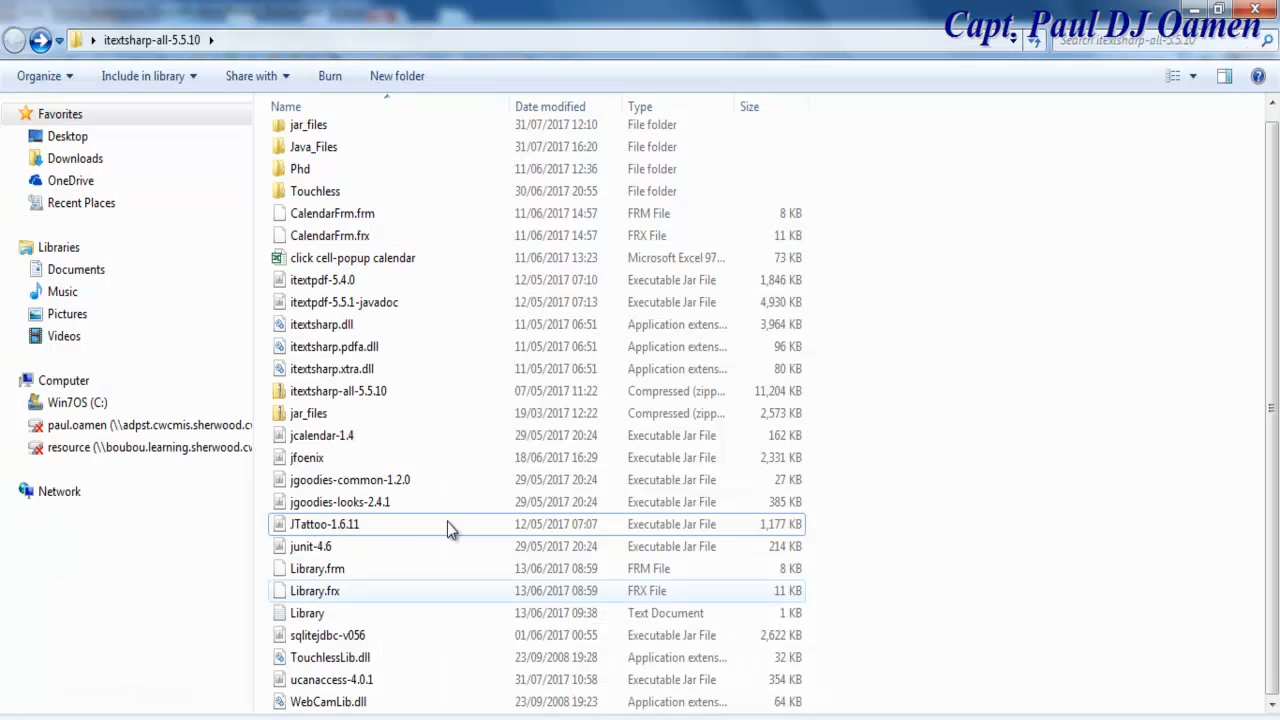 Capt. Paul DJ Oamen
itextsharp-all-5.5.10
Search itextsharp-all-5.5.10
Organize Include in library Share with Burn New folder
Name Date modified Type Size
Favorites
Desktop
Downloads
OneDrive
Recent Places
Libraries
Documents
Music
Pictures
Videos
Computer
Win7OS (C:)
paul.oamen (\\adpst.cwcmis.sherwood.cv
resource (\\boubou.learning.sherwood.cw
Network
jar_files 31/07/2017 12:10 File folder
Java_Files 31/07/2017 16:20 File folder
Phd 11/06/2017 12:36 File folder
Touchless 30/06/2017 20:55 File folder
CalendarFrm.frm 11/06/2017 14:57 FRM File 8 KB
CalendarFrm.frx 11/06/2017 14:57 FRX File 11 KB
click cell-popup calendar 11/06/2017 13:23 Microsoft Excel 97... 73 KB
itextpdf-5.4.0 12/05/2017 07:10 Executable Jar File 1,846 KB
itextpdf-5.5.1-javadoc 12/05/2017 07:13 Executable Jar File 4,930 KB
itextsharp.dll 11/05/2017 06:51 Application extens... 3,964 KB
itextsharp.pdfa.dll 11/05/2017 06:51 Application extens... 96 KB
itextsharp.xtra.dll 11/05/2017 06:51 Application extens... 80 KB
itextsharp-all-5.5.10 07/05/2017 11:22 Compressed (zipp... 11,204 KB
jar_files 19/03/2017 12:22 Compressed (zipp... 2,573 KB
jcalendar-1.4 29/05/2017 20:24 Executable Jar File 162 KB
jfoenix 18/06/2017 16:29 Executable Jar File 2,331 KB
jgoodies-common-1.2.0 29/05/2017 20:24 Executable Jar File 27 KB
jgoodies-looks-2.4.1 29/05/2017 20:24 Executable Jar File 385 KB
JTattoo-1.6.11 12/05/2017 07:07 Executable Jar File 1,177 KB
junit-4.6 29/05/2017 20:24 Executable Jar File 214 KB
Library.frm 13/06/2017 08:59 FRM File 8 KB
Library.frx 13/06/2017 08:59 FRX File 11 KB
Library 13/06/2017 09:38 Text Document 1 KB
sqlitejdbc-v056 01/06/2017 00:55 Executable Jar File 2,622 KB
TouchlessLib.dll 23/09/2008 19:28 Application extens... 32 KB
ucanaccess-4.0.1 31/07/2017 10:58 Executable Jar File 354 KB
WebCamLib.dll 23/09/2008 19:23 Application extens... 64 KB